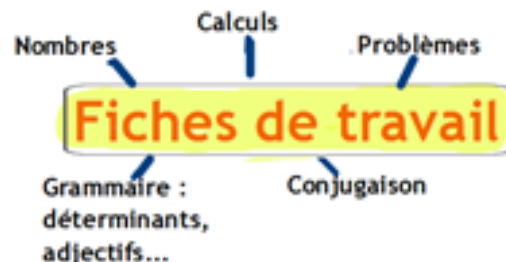 Calculs
Nombres
Problèmes
Fiches de travail
Grammaire :
déterminants,
adjectifs...
Conjugaison